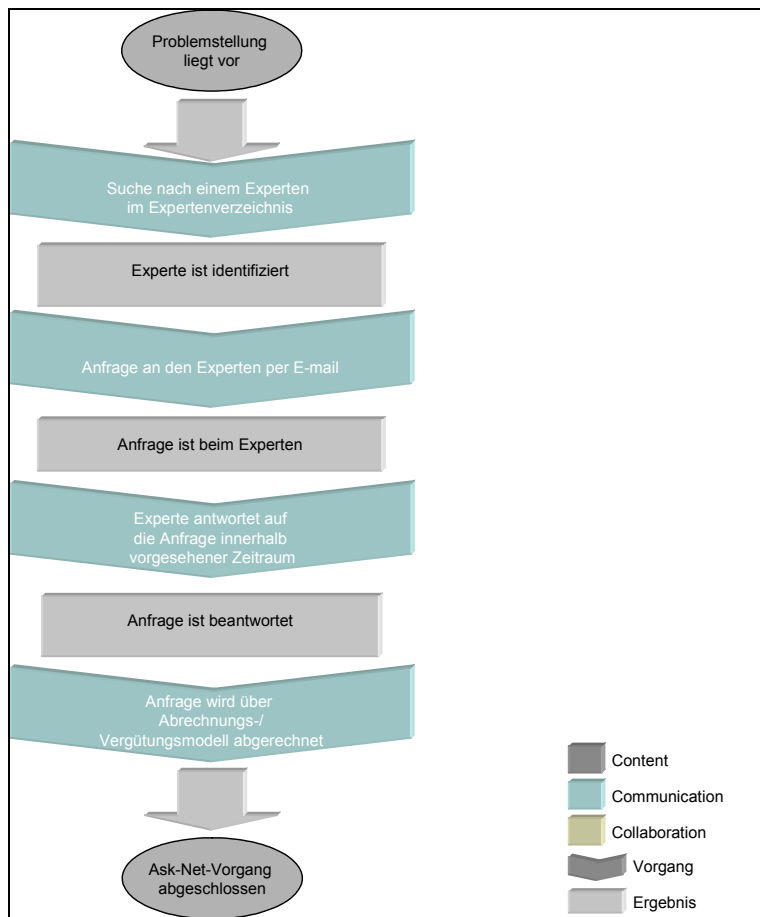 Problemstellung
liegt vor
Suche nach einem Experten
im Expertenverzeichnis
Experte ist identifiziert
Anfrage an den Experten per E-mail
Anfrage ist beim Experten
Experte antwortet auf
die Anfrage innerhalb
vorgesehener Zeitraum
Anfrage ist beantwortet
Anfrage wird über
Abrechnungs-/
Vergütungsmodell abgerechnet
Ask-Net-Vorgang
abgeschlossen
Content
Communication
Collaboration
Vorgang
Ergebnis